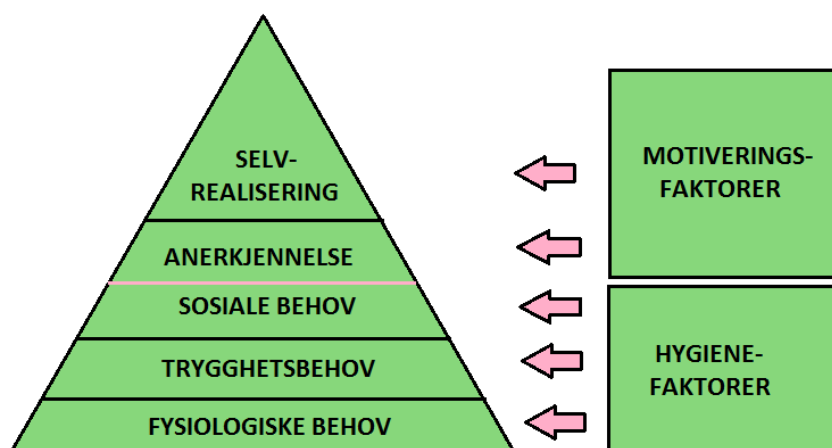 SELV-
REALISERING
ANERKJENNELSE
SOSIALE BEHOV
TRYGGHETSBEHOV
FYSIOLOGISKE BEHOV
MOTIVERINGS-
FAKTORER
HYGIENE-
FAKTORER